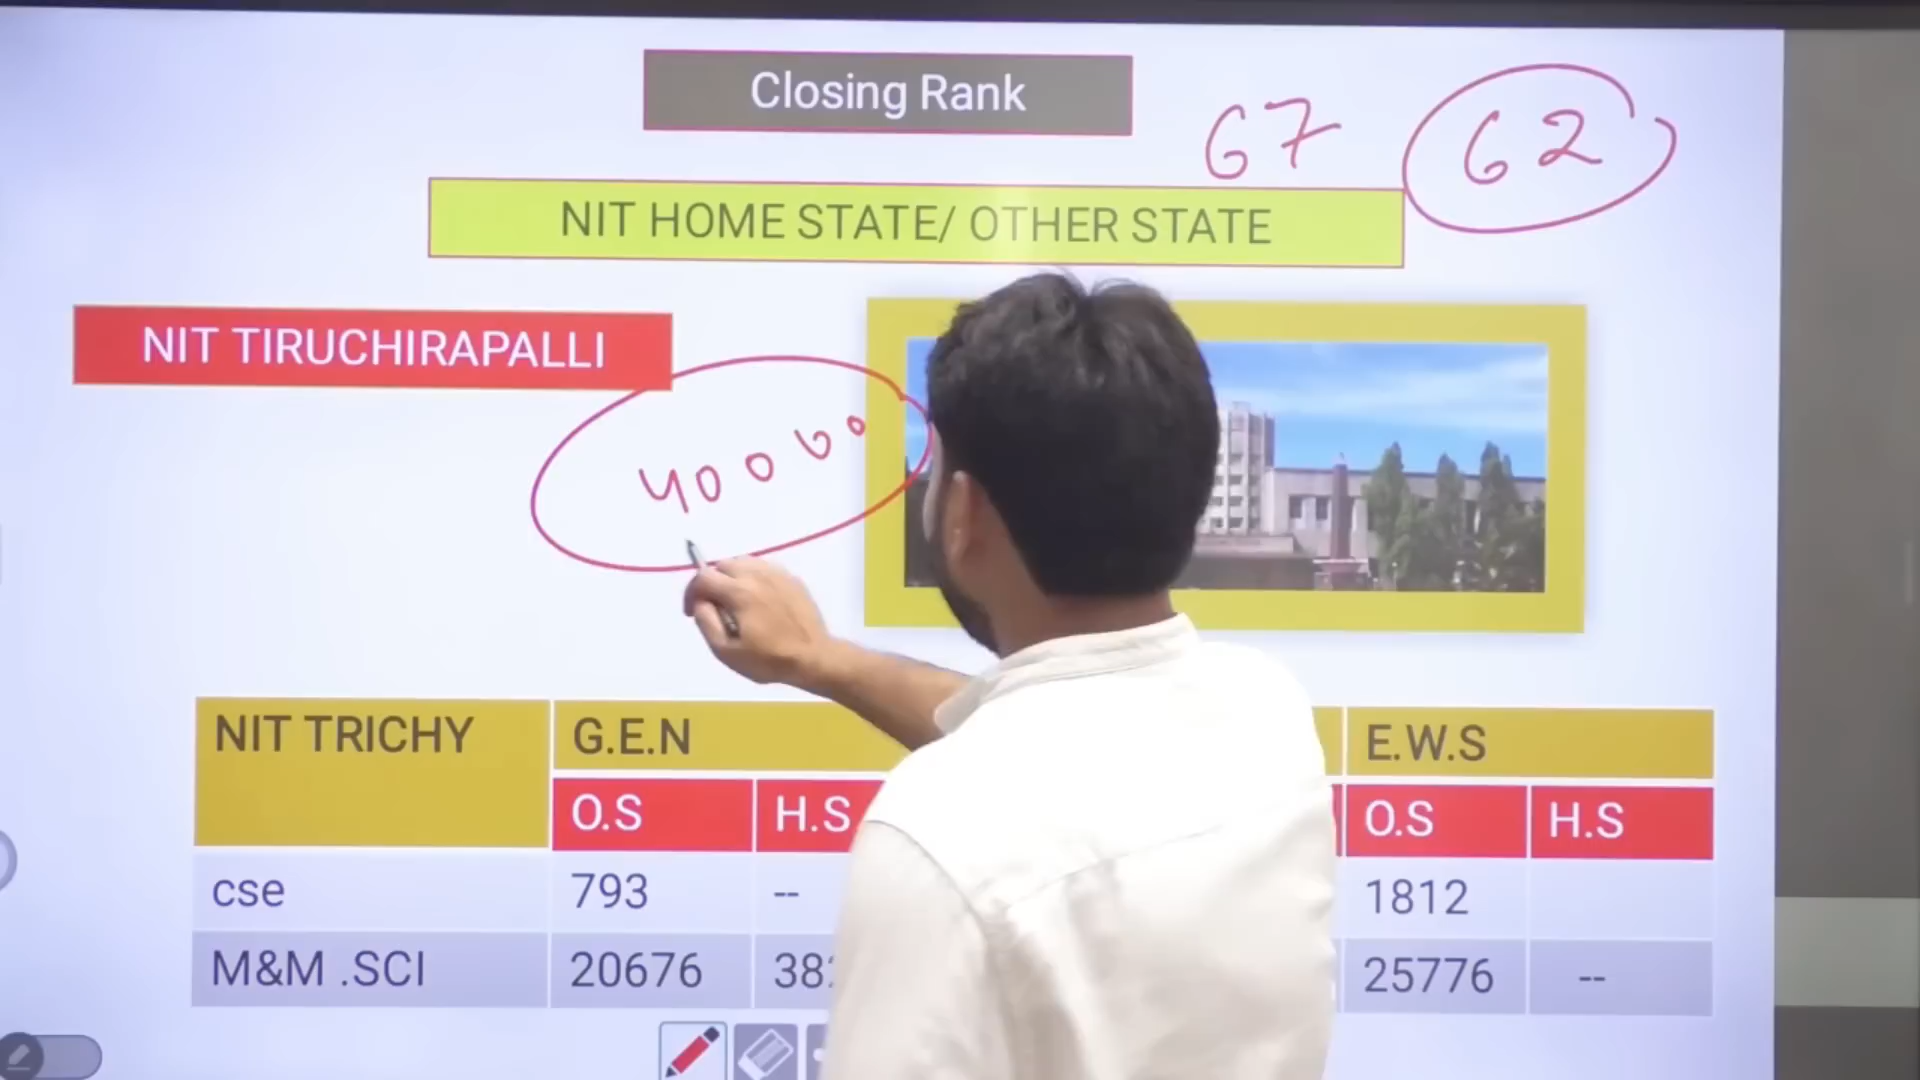 Closing Rank
67 62
NIT HOME STATE/ OTHER STATE
NIT TIRUCHIRAPALLI
40000
NIT TRICHY G.E.N E.W.S
O.S H.S O.S H.S
cse 793 -- 1812
M&M .SCI 20676 25776 --